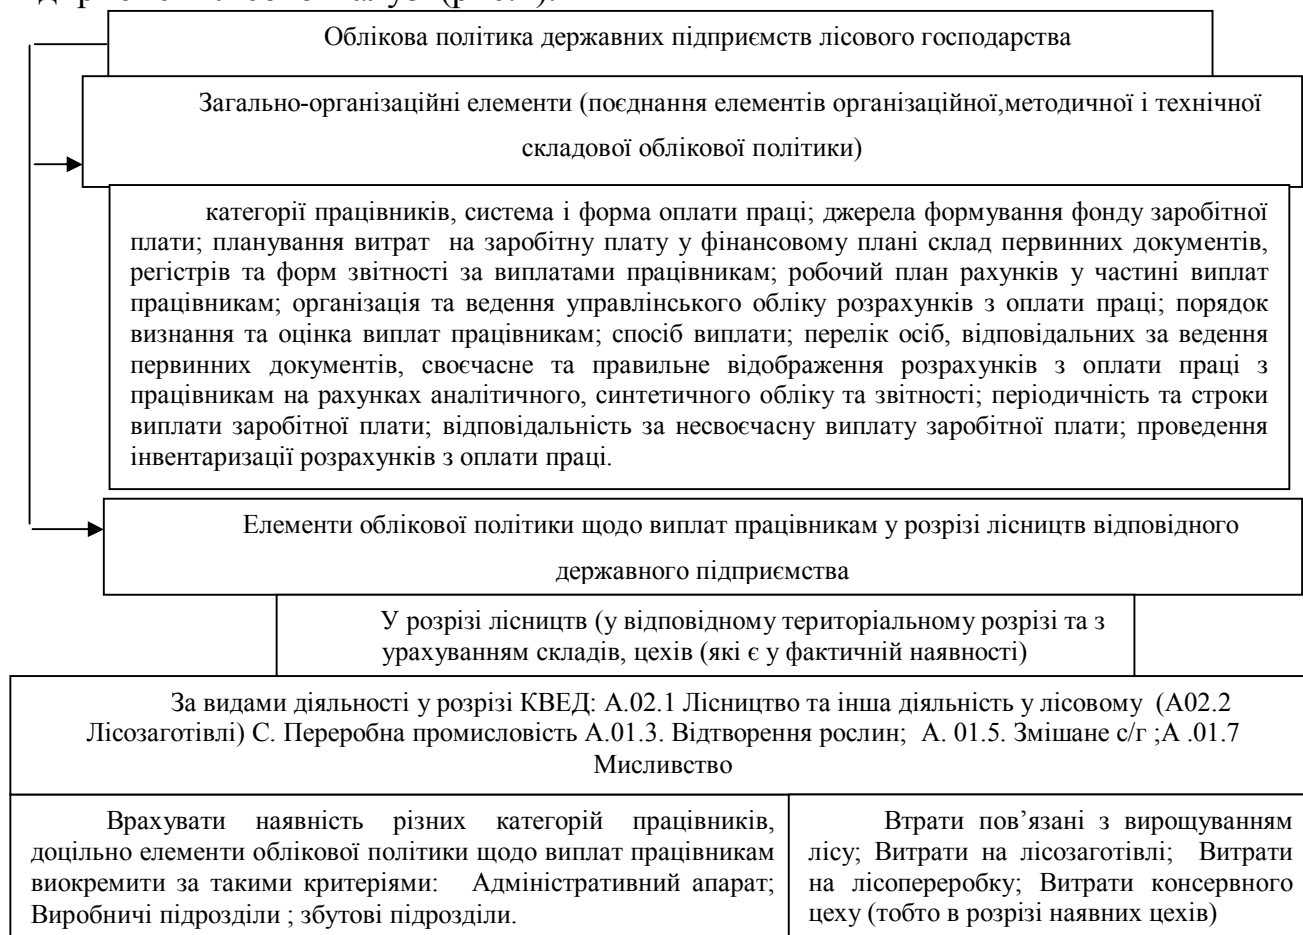 Облікова політика державних підприємств лісового господарства
Загально-організаційні елементи (поєднання елементів організаційної,методичної і технічної
складової облікової політики)
категорії працівників, система і форма оплати праці; джерела формування фонду заробітної
плати; планування витрат на заробітну плату у фінансовому плані склад первинних документів,
регістрів та форм звітності за виплатами працівникам; робочий план рахунків у частині виплат
працівникам; організація та ведення управлінського обліку розрахунків з оплати праці; порядок
визнання та оцінка виплат працівникам; спосіб виплати; перелік осіб, відповідальних за ведення
первинних документів, своєчасне та правильне відображення розрахунків з оплати праці з
працівникам на рахунках аналітичного, синтетичного обліку та звітності; періодичність та строки
виплати заробітної плати; відповідальність за несвоєчасну виплату заробітної плати; проведення
інвентаризації розрахунків з оплати праці.
Елементи облікової політики щодо виплат працівникам у розрізі лісництв відповідного
державного підприємства
У розрізі лісництв (у відповідному територіальному розрізі та з
урахуванням складів, цехів (які є у фактичній наявності)
За видами діяльності у розрізі КВЕД: А.02.1 Лісництво та інша діяльність у лісовому (А02.2
Лісозаготівлі) С. Переробна промисловість А.01.3. Відтворення рослин; А. 01.5. Змішане с/г ;А .01.7
Мисливство
Врахувати наявність різних категорій працівників,
доцільно елементи облікової політики щодо виплат працівникам
виокремити за такими критеріями: Адміністративний апарат;
Виробничі підрозділи ; збутові підрозділи.
Втрати пов’язані з вирощуванням
лісу; Витрати на лісозаготівлі; Витрати
на лісопереробку; Витрати консервного
цеху (тобто в розрізі наявних цехів)